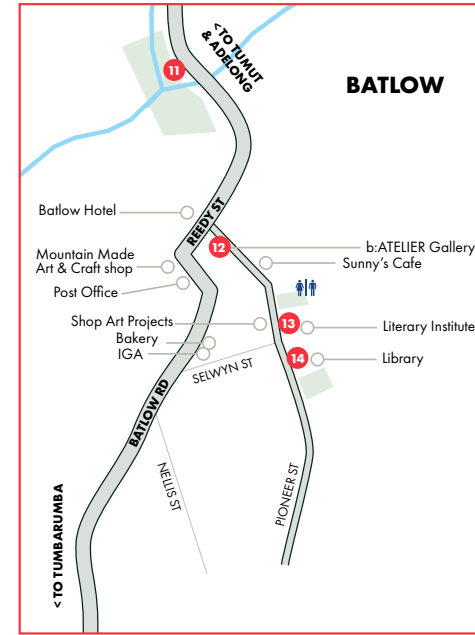 < TO TUMUT
& ADELONG
BATLOW
11
Batlow Hotel
REEDY ST
12
b:ATELIER Gallery
Sunny's Cafe
Mountain Made
Art & Craft shop
Post Office
Shop Art Projects
13
Literary Institute
Bakery
IGA
14
Library
SELWYN ST
BATLOW RD
NELLIS ST
PIONEER ST
< TO TUMBARUMBA